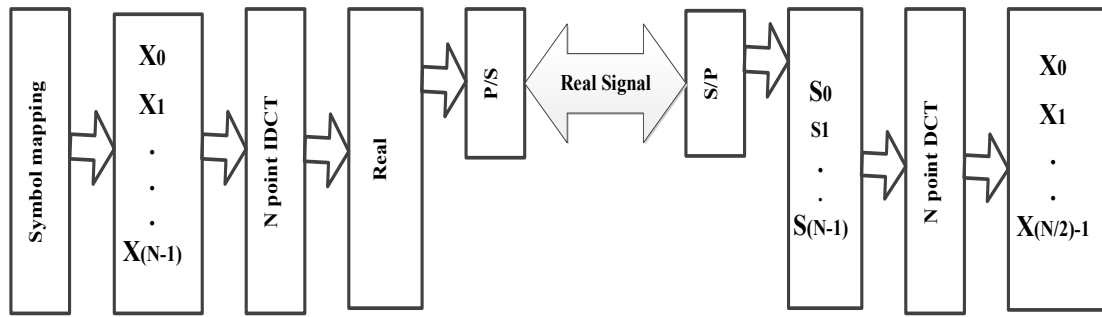 Symbol mapping
X0
X1
.
.
.
X(N-1)
N point IDCT
Real
P/S
Real Signal
S/P
S0
S1
.
.
S(N-1)
N point DCT
X0
X1
.
.
X(N/2)-1